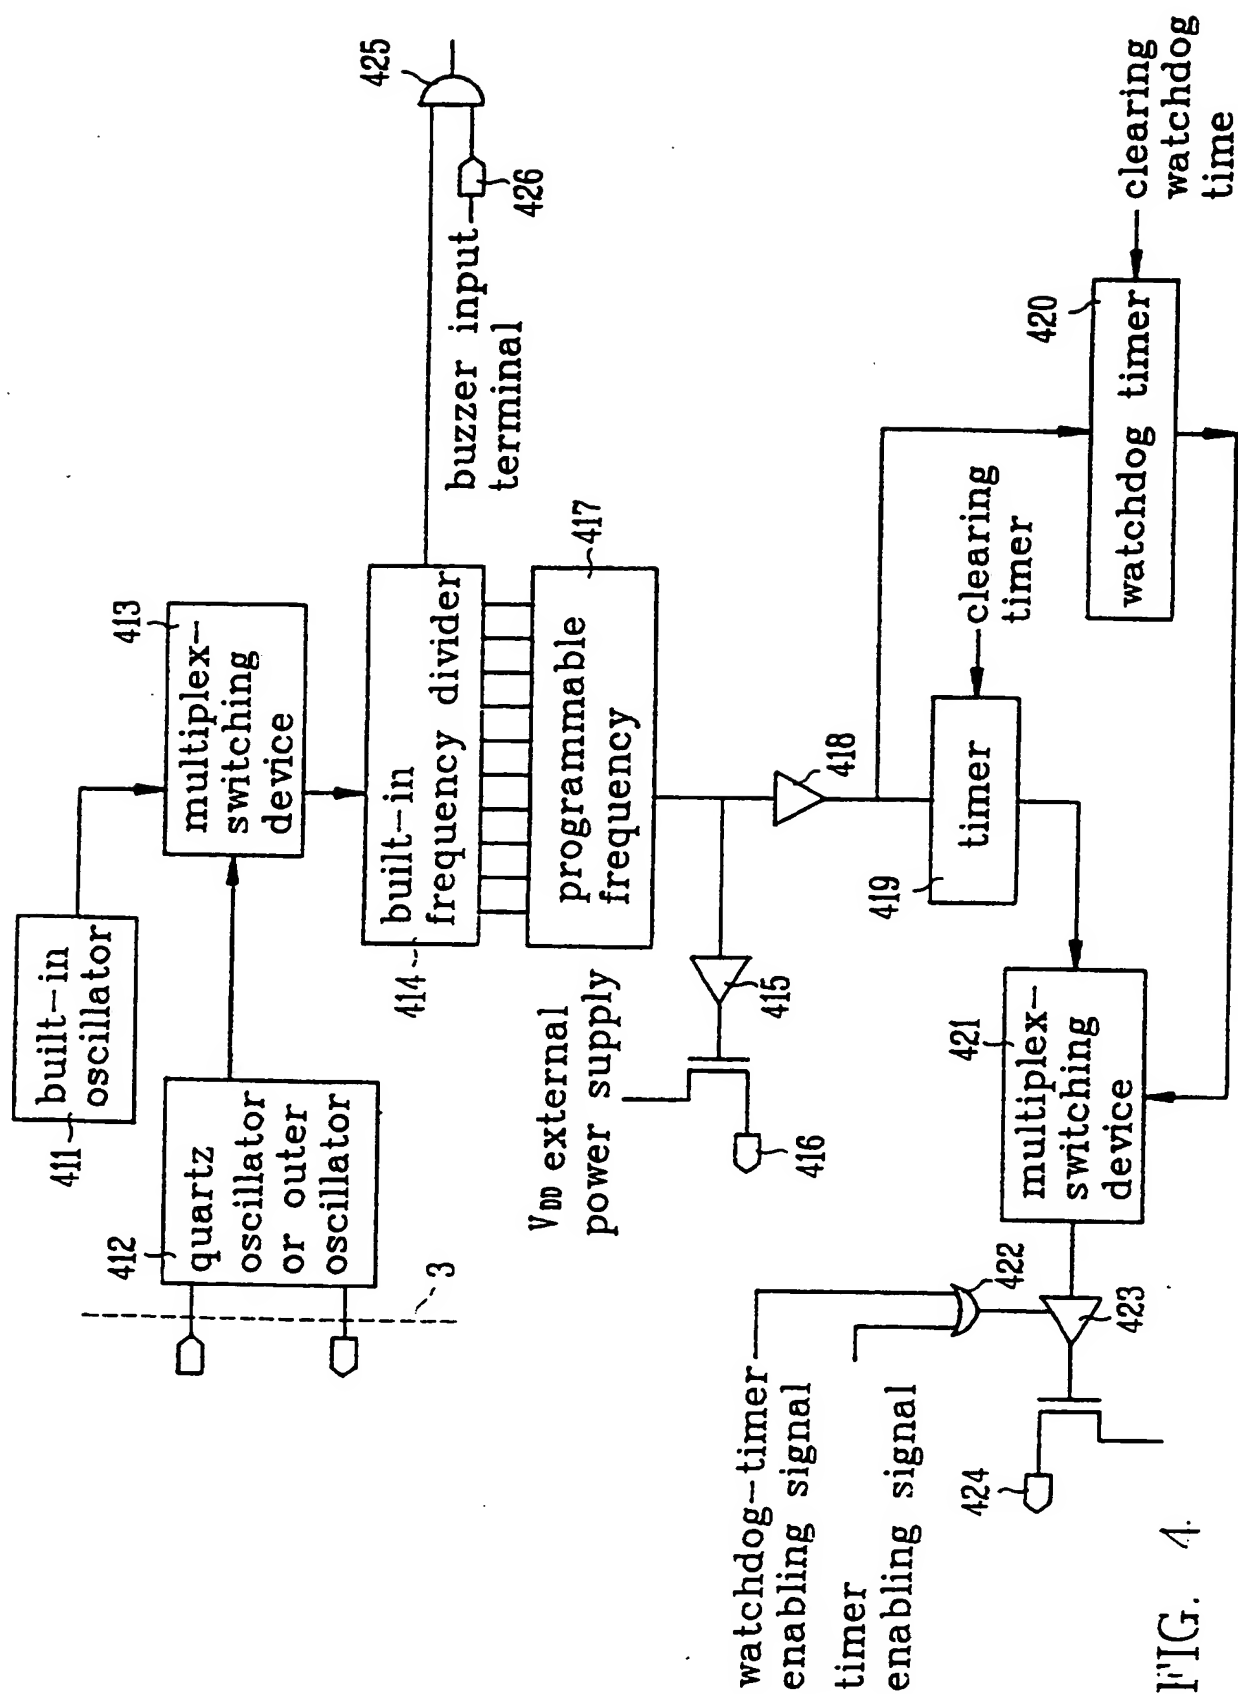 411
built-in
oscillator
412
quartz
oscillator
or outer
oscillator
3
413
multiplex-
switching
device
414
built-in
frequency divider
425
426
buzzer input
terminal
417
programmable
frequency
VDD external
power supply
415
416
418
419
timer
clearing
timer
420
watchdog timer
clearing
watchdog
time
421
multiplex-
switching
device
422
423
424
watchdog-timer
enabling signal
timer
enabling signal
FIG. 4.